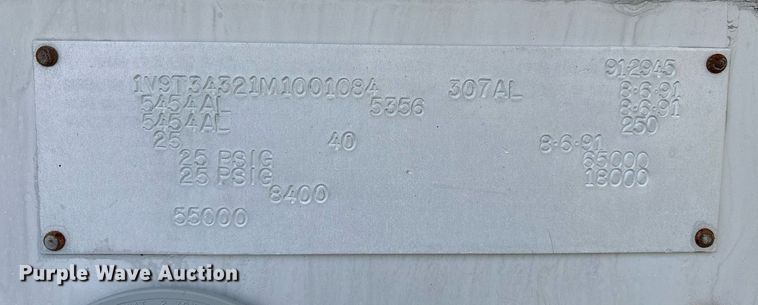 912945
1V9T34321M1001084 307AL 8-6-91
5454AL 5356 8-6-91
5454AL 250
25 40 8-6-91
25 PSIG 65000
25 PSIG 18000
8400
55000
Purple Wave Auction